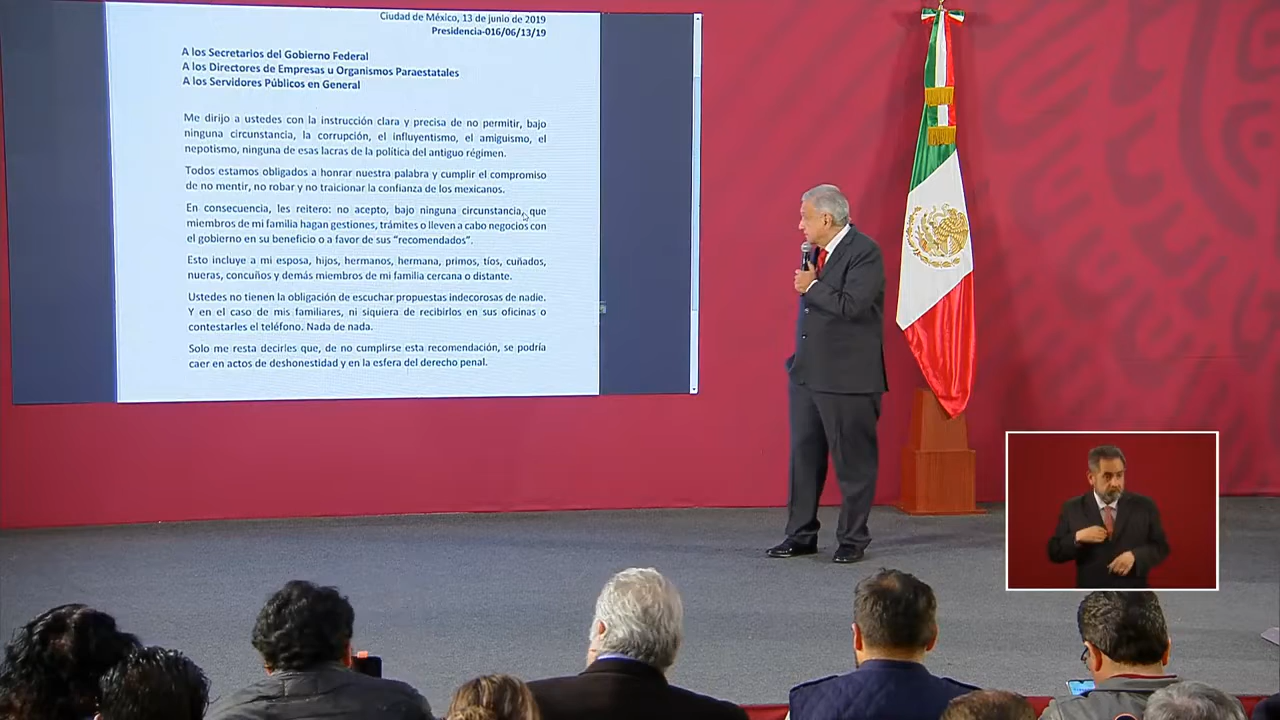 Ciudad de México, 13 de junio de 2019
Presidencia-016/06/13/19
A los Secretarios del Gobierno Federal
A los Directores de Empresas u Organismos Paraestatales
A los Servidores Públicos en General
Me dirijo a ustedes con la instrucción clara y precisa de no permitir, bajo
ninguna circunstancia, la corrupción, el influyentismo, el amiguismo, el
nepotismo, ninguna de esas lacras de la política del antiguo régimen.
Todos estamos obligados a honrar nuestra palabra y cumplir el compromiso
de no mentir, no robar y no traicionar la confianza de los mexicanos.
En consecuencia, les reitero: no acepto, bajo ninguna circunstancia, que
miembros de mi familia hagan gestiones, trámites o lleven a cabo negocios con
el gobierno en su beneficio o a favor de sus “recomendados”.
Esto incluye a mi esposa, hijos, hermanos, hermana, primos, tíos, cuñados,
nueras, concuños y demás miembros de mi familia cercana o distante.
Ustedes no tienen la obligación de escuchar propuestas indecorosas de nadie.
Y en el caso de mis familiares, ni siquiera de recibirlos en sus oficinas o
contestarles el teléfono. Nada de nada.
Solo me resta decirles que, de no cumplirse esta recomendación, se podría
caer en actos de deshonestidad y en la esfera del derecho penal.